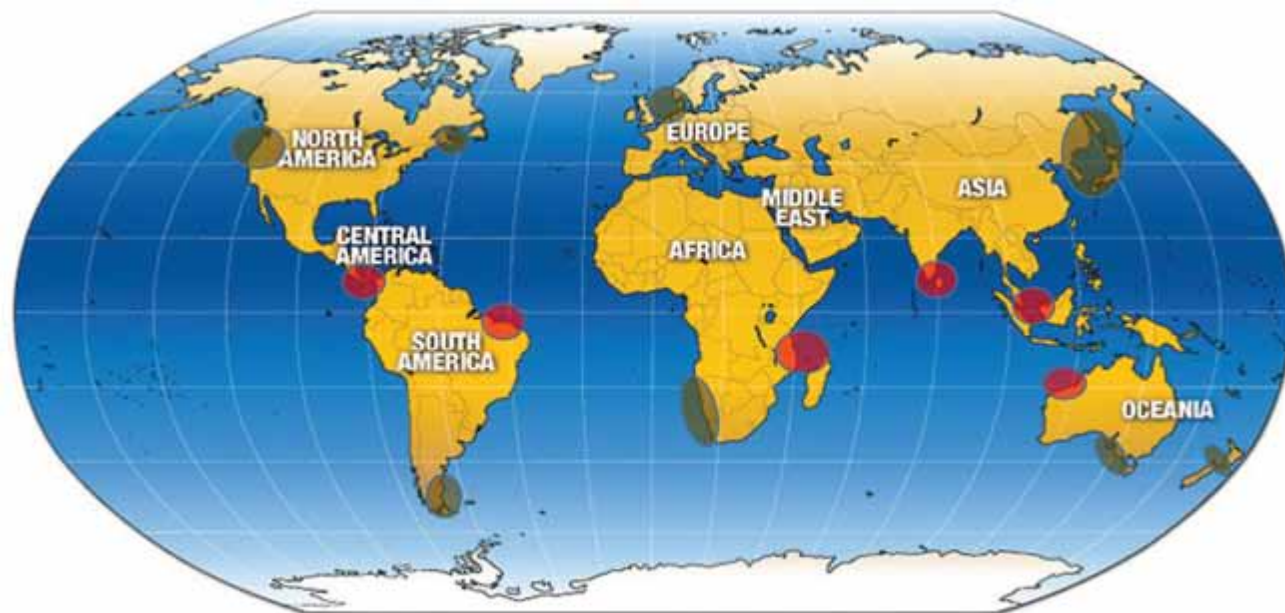 NORTH
AMERICA
EUROPE
ASIA
MIDDLE
EAST
CENTRAL
AMERICA
AFRICA
SOUTH
AMERICA
OCEANIA